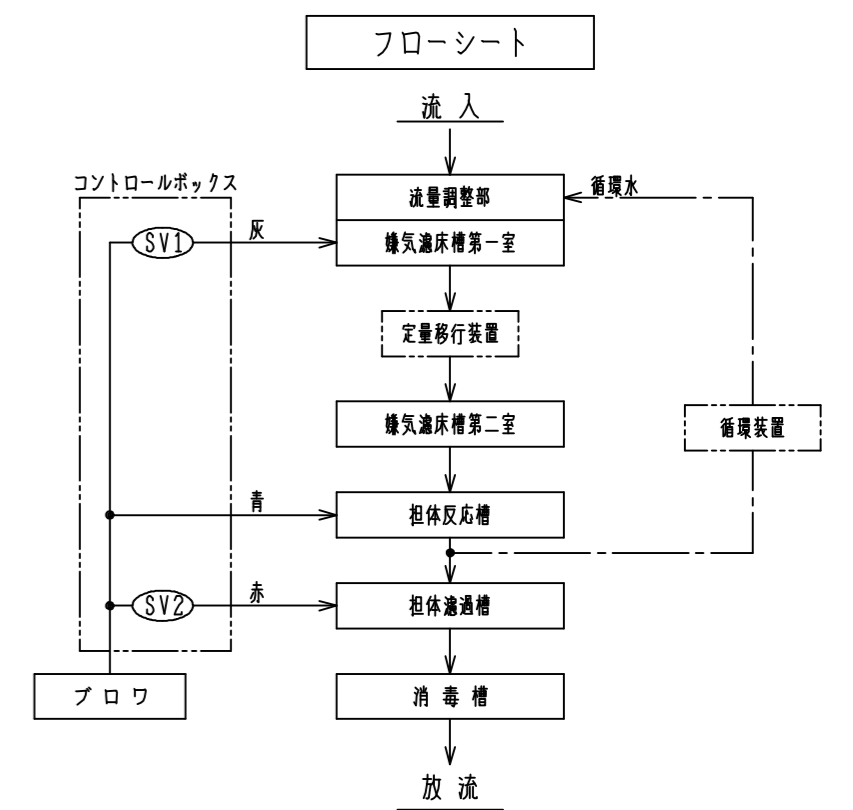 フローシート
流入
コントロールボックス
流量調整部
循環水
SV1
灰
嫌気濾床槽第一室
定量移行装置
嫌気濾床槽第二室
循環装置
青
担体反応槽
SV2
赤
担体濾過槽
ブロワ
消毒槽
放流